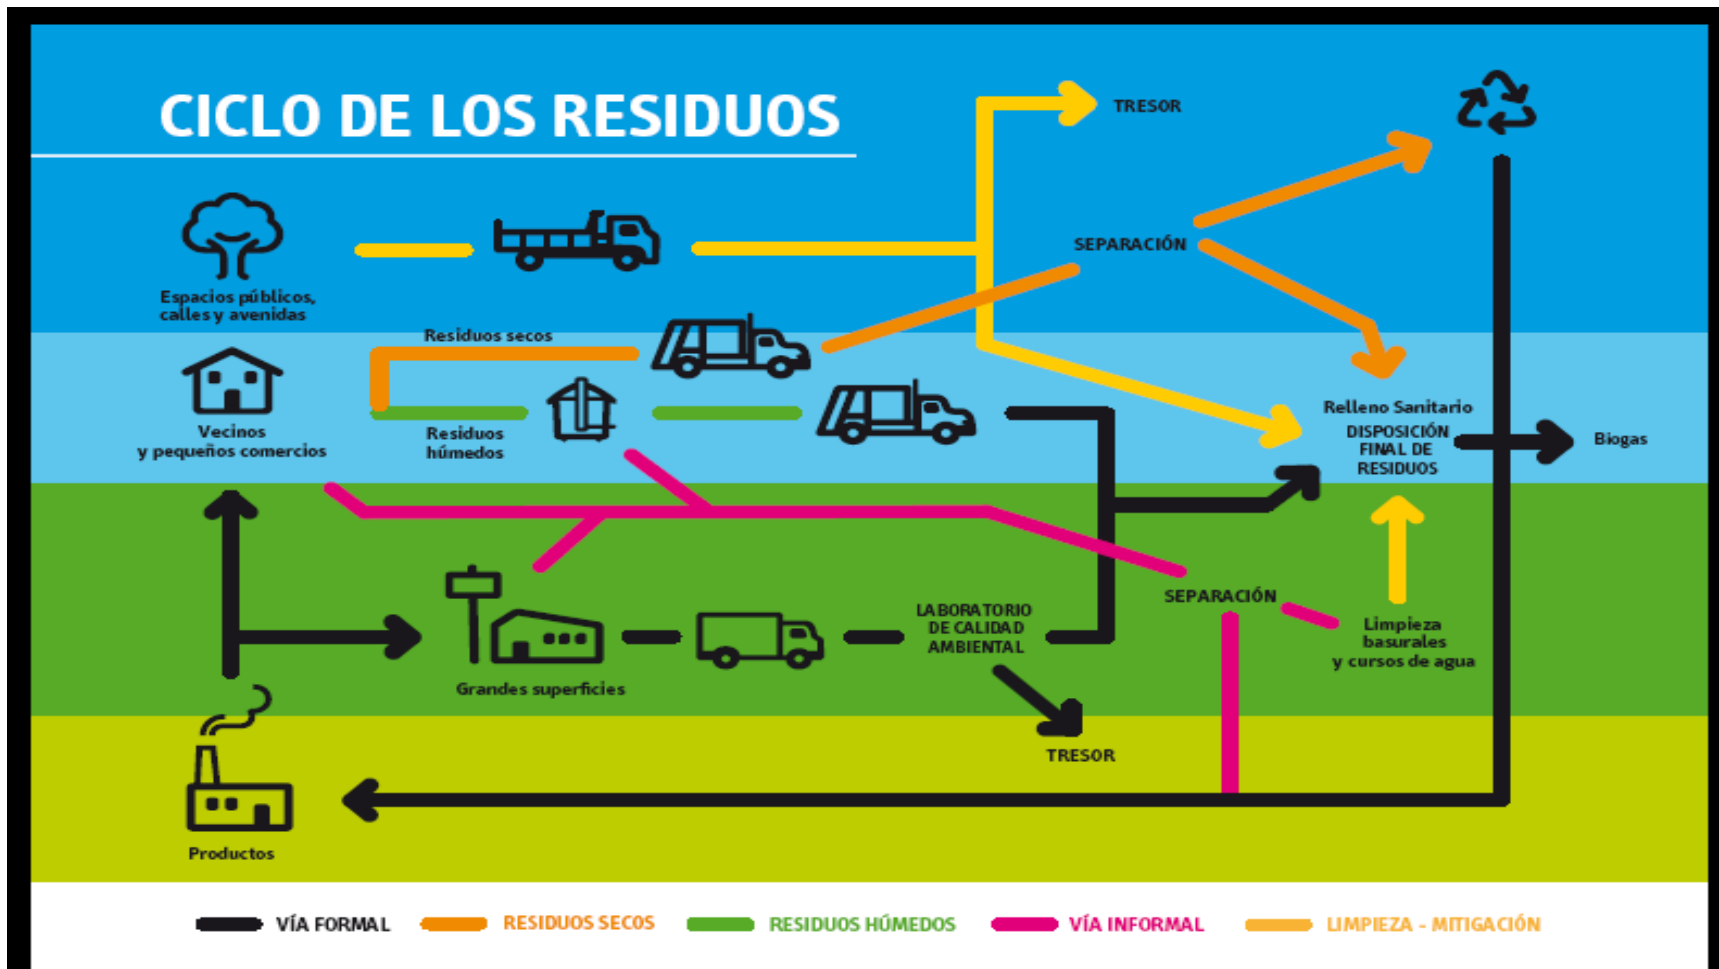 CICLO DE LOS RESIDUOS
TRESOR
SEPARACIÓN
Espacios públicos,
calles y avenidas
Residuos secos
Vecinos
y pequeños comercios
Residuos
húmedos
Relleno Sanitario
DISPOSICIÓN
FINAL DE
RESIDUOS
Biogas
Grandes superficies
LABORATORIO
DE CALIDAD
AMBIENTAL
SEPARACIÓN
Limpieza
basurales
y cursos de agua
TRESOR
Productos
VÍA FORMAL
RESIDUOS SECOS
RESIDUOS HÚMEDOS
VÍA INFORMAL
LIMPIEZA - MITIGACIÓN